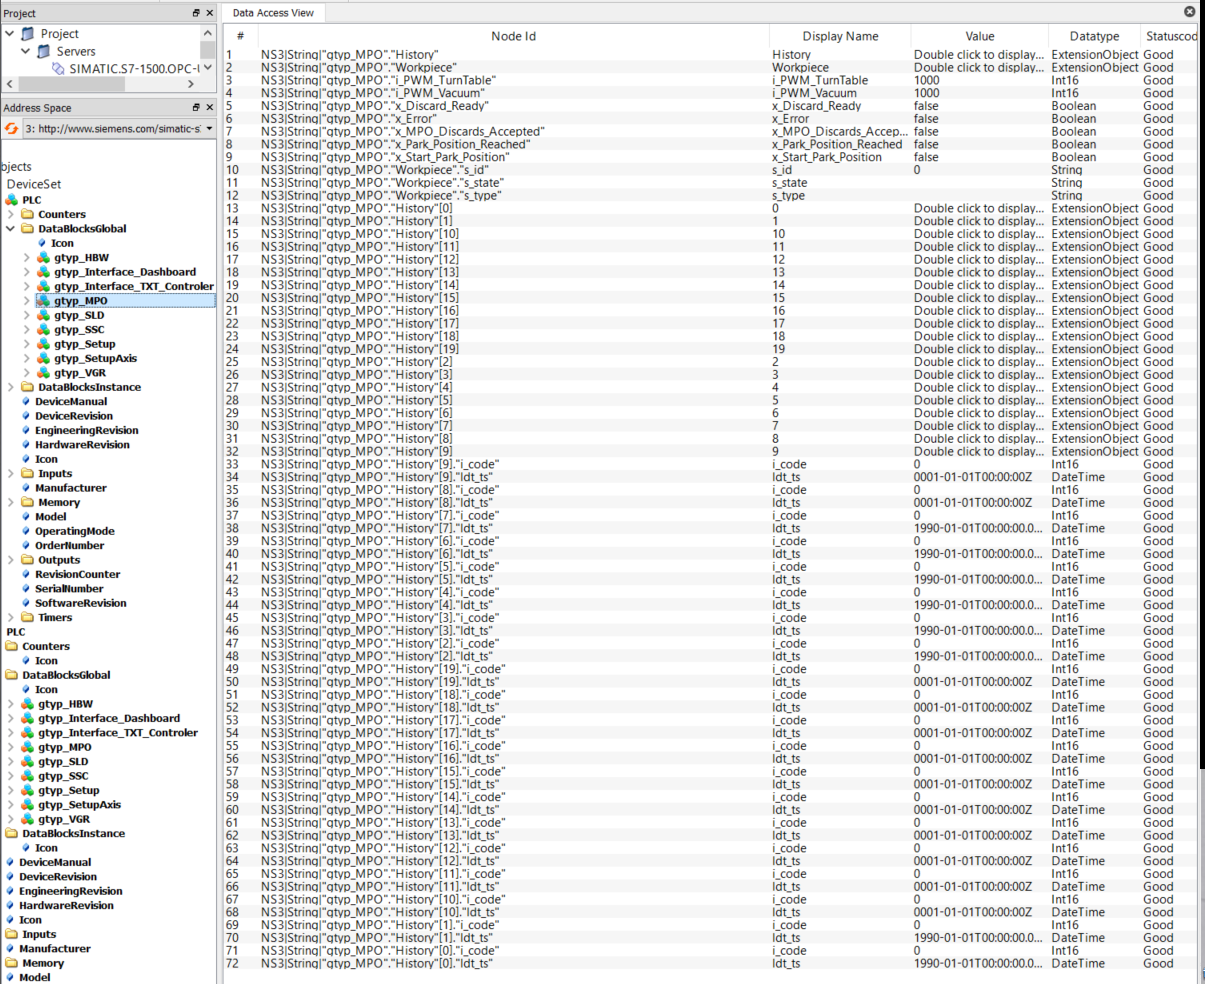 Project
Project
Servers
SIMATIC.S7-1500.OPC-U
Address Space
3: http://www.siemens.com/simatic-s
bjects
DeviceSet
PLC
Counters
DataBlocksGlobal
Icon
gtyp_HBW
gtyp_Interface_Dashboard
gtyp_Interface_TXT_Controler
gtyp_MPO
gtyp_SLD
gtyp_SSC
gtyp_Setup
gtyp_SetupAxis
gtyp_VGR
DataBlocksInstance
DeviceManual
DeviceRevision
EngineeringRevision
HardwareRevision
Icon
Inputs
Manufacturer
Memory
Model
OperatingMode
OrderNumber
Outputs
RevisionCounter
SerialNumber
SoftwareRevision
Timers
PLC
Counters
Icon
DataBlocksGlobal
Icon
gtyp_HBW
gtyp_Interface_Dashboard
gtyp_Interface_TXT_Controler
gtyp_MPO
gtyp_SLD
gtyp_SSC
gtyp_Setup
gtyp_SetupAxis
gtyp_VGR
DataBlocksInstance
Icon
DeviceManual
DeviceRevision
EngineeringRevision
HardwareRevision
Icon
Inputs
Manufacturer
Memory
Model
Data Access View
# Node Id Display Name Value Datatype Statuscod
1 NS3|String|"gtyp_MPO"."History" History Double click to display... ExtensionObject Good
2 NS3|String|"gtyp_MPO"."Workpiece" Workpiece Double click to display... ExtensionObject Good
3 NS3|String|"gtyp_MPO"."i_PWM_TurnTable" i_PWM_TurnTable 1000 Int16 Good
4 NS3|String|"gtyp_MPO"."i_PWM_Vacuum" i_PWM_Vacuum 1000 Int16 Good
5 NS3|String|"gtyp_MPO"."x_Discard_Ready" x_Discard_Ready false Boolean Good
6 NS3|String|"gtyp_MPO"."x_Error" x_Error false Boolean Good
7 NS3|String|"gtyp_MPO"."x_MPO_Discards_Accepted" x_MPO_Discards_Accep... false Boolean Good
8 NS3|String|"gtyp_MPO"."x_Park_Position_Reached" x_Park_Position_Reached false Boolean Good
9 NS3|String|"gtyp_MPO"."x_Start_Park_Position" x_Start_Park_Position false Boolean Good
10 NS3|String|"gtyp_MPO"."Workpiece"."s_id" s_id 0 String Good
11 NS3|String|"gtyp_MPO"."Workpiece"."s_state" s_state String Good
12 NS3|String|"gtyp_MPO"."Workpiece"."s_type" s_type String Good
13 NS3|String|"gtyp_MPO"."History"[0] 0 Double click to display... ExtensionObject Good
14 NS3|String|"gtyp_MPO"."History"[1] 1 Double click to display... ExtensionObject Good
15 NS3|String|"gtyp_MPO"."History"[10] 10 Double click to display... ExtensionObject Good
16 NS3|String|"gtyp_MPO"."History"[11] 11 Double click to display... ExtensionObject Good
17 NS3|String|"gtyp_MPO"."History"[12] 12 Double click to display... ExtensionObject Good
18 NS3|String|"gtyp_MPO"."History"[13] 13 Double click to display... ExtensionObject Good
19 NS3|String|"gtyp_MPO"."History"[14] 14 Double click to display... ExtensionObject Good
20 NS3|String|"gtyp_MPO"."History"[15] 15 Double click to display... ExtensionObject Good
21 NS3|String|"gtyp_MPO"."History"[16] 16 Double click to display... ExtensionObject Good
22 NS3|String|"gtyp_MPO"."History"[17] 17 Double click to display... ExtensionObject Good
23 NS3|String|"gtyp_MPO"."History"[18] 18 Double click to display... ExtensionObject Good
24 NS3|String|"gtyp_MPO"."History"[19] 19 Double click to display... ExtensionObject Good
25 NS3|String|"gtyp_MPO"."History"[2] 2 Double click to display... ExtensionObject Good
26 NS3|String|"gtyp_MPO"."History"[3] 3 Double click to display... ExtensionObject Good
27 NS3|String|"gtyp_MPO"."History"[4] 4 Double click to display... ExtensionObject Good
28 NS3|String|"gtyp_MPO"."History"[5] 5 Double click to display... ExtensionObject Good
29 NS3|String|"gtyp_MPO"."History"[6] 6 Double click to display... ExtensionObject Good
30 NS3|String|"gtyp_MPO"."History"[7] 7 Double click to display... ExtensionObject Good
31 NS3|String|"gtyp_MPO"."History"[8] 8 Double click to display... ExtensionObject Good
32 NS3|String|"gtyp_MPO"."History"[9] 9 Double click to display... ExtensionObject Good
33 NS3|String|"gtyp_MPO"."History"[9]."i_code" i_code 0 Int16 Good
34 NS3|String|"gtyp_MPO"."History"[9]."ldt_ts" ldt_ts 0001-01-01T00:00:00Z DateTime Good
35 NS3|String|"gtyp_MPO"."History"[8]."i_code" i_code 0 Int16 Good
36 NS3|String|"gtyp_MPO"."History"[8]."ldt_ts" ldt_ts 0001-01-01T00:00:00Z DateTime Good
37 NS3|String|"gtyp_MPO"."History"[7]."i_code" i_code 0 Int16 Good
38 NS3|String|"gtyp_MPO"."History"[7]."ldt_ts" ldt_ts 1990-01-01T00:00:00.0... DateTime Good
39 NS3|String|"gtyp_MPO"."History"[6]."i_code" i_code 0 Int16 Good
40 NS3|String|"gtyp_MPO"."History"[6]."ldt_ts" ldt_ts 1990-01-01T00:00:00.0... DateTime Good
41 NS3|String|"gtyp_MPO"."History"[5]."i_code" i_code 0 Int16 Good
42 NS3|String|"gtyp_MPO"."History"[5]."ldt_ts" ldt_ts 1990-01-01T00:00:00.0... DateTime Good
43 NS3|String|"gtyp_MPO"."History"[4]."i_code" i_code 0 Int16 Good
44 NS3|String|"gtyp_MPO"."History"[4]."ldt_ts" ldt_ts 1990-01-01T00:00:00.0... DateTime Good
45 NS3|String|"gtyp_MPO"."History"[3]."i_code" i_code 0 Int16 Good
46 NS3|String|"gtyp_MPO"."History"[3]."ldt_ts" ldt_ts 1990-01-01T00:00:00.0... DateTime Good
47 NS3|String|"gtyp_MPO"."History"[2]."i_code" i_code 0 Int16 Good
48 NS3|String|"gtyp_MPO"."History"[2]."ldt_ts" ldt_ts 1990-01-01T00:00:00.0... DateTime Good
49 NS3|String|"gtyp_MPO"."History"[19]."i_code" i_code 0 Int16 Good
50 NS3|String|"gtyp_MPO"."History"[19]."ldt_ts" ldt_ts 0001-01-01T00:00:00Z DateTime Good
51 NS3|String|"gtyp_MPO"."History"[18]."i_code" i_code 0 Int16 Good
52 NS3|String|"gtyp_MPO"."History"[18]."ldt_ts" ldt_ts 0001-01-01T00:00:00Z DateTime Good
53 NS3|String|"gtyp_MPO"."History"[17]."i_code" i_code 0 Int16 Good
54 NS3|String|"gtyp_MPO"."History"[17]."ldt_ts" ldt_ts 0001-01-01T00:00:00Z DateTime Good
55 NS3|String|"gtyp_MPO"."History"[16]."i_code" i_code 0 Int16 Good
56 NS3|String|"gtyp_MPO"."History"[16]."ldt_ts" ldt_ts 0001-01-01T00:00:00Z DateTime Good
57 NS3|String|"gtyp_MPO"."History"[15]."i_code" i_code 0 Int16 Good
58 NS3|String|"gtyp_MPO"."History"[15]."ldt_ts" ldt_ts 0001-01-01T00:00:00Z DateTime Good
59 NS3|String|"gtyp_MPO"."History"[14]."i_code" i_code 0 Int16 Good
60 NS3|String|"gtyp_MPO"."History"[14]."ldt_ts" ldt_ts 0001-01-01T00:00:00Z DateTime Good
61 NS3|String|"gtyp_MPO"."History"[13]."i_code" i_code 0 Int16 Good
62 NS3|String|"gtyp_MPO"."History"[13]."ldt_ts" ldt_ts 0001-01-01T00:00:00Z DateTime Good
63 NS3|String|"gtyp_MPO"."History"[12]."i_code" i_code 0 Int16 Good
64 NS3|String|"gtyp_MPO"."History"[12]."ldt_ts" ldt_ts 0001-01-01T00:00:00Z DateTime Good
65 NS3|String|"gtyp_MPO"."History"[11]."i_code" i_code 0 Int16 Good
66 NS3|String|"gtyp_MPO"."History"[11]."ldt_ts" ldt_ts 0001-01-01T00:00:00Z DateTime Good
67 NS3|String|"gtyp_MPO"."History"[10]."i_code" i_code 0 Int16 Good
68 NS3|String|"gtyp_MPO"."History"[10]."ldt_ts" ldt_ts 0001-01-01T00:00:00Z DateTime Good
69 NS3|String|"gtyp_MPO"."History"[1]."i_code" i_code 0 Int16 Good
70 NS3|String|"gtyp_MPO"."History"[1]."ldt_ts" ldt_ts 1990-01-01T00:00:00.0... DateTime Good
71 NS3|String|"gtyp_MPO"."History"[0]."i_code" i_code 0 Int16 Good
72 NS3|String|"gtyp_MPO"."History"[0]."ldt_ts" ldt_ts 1990-01-01T00:00:00.0... DateTime Good